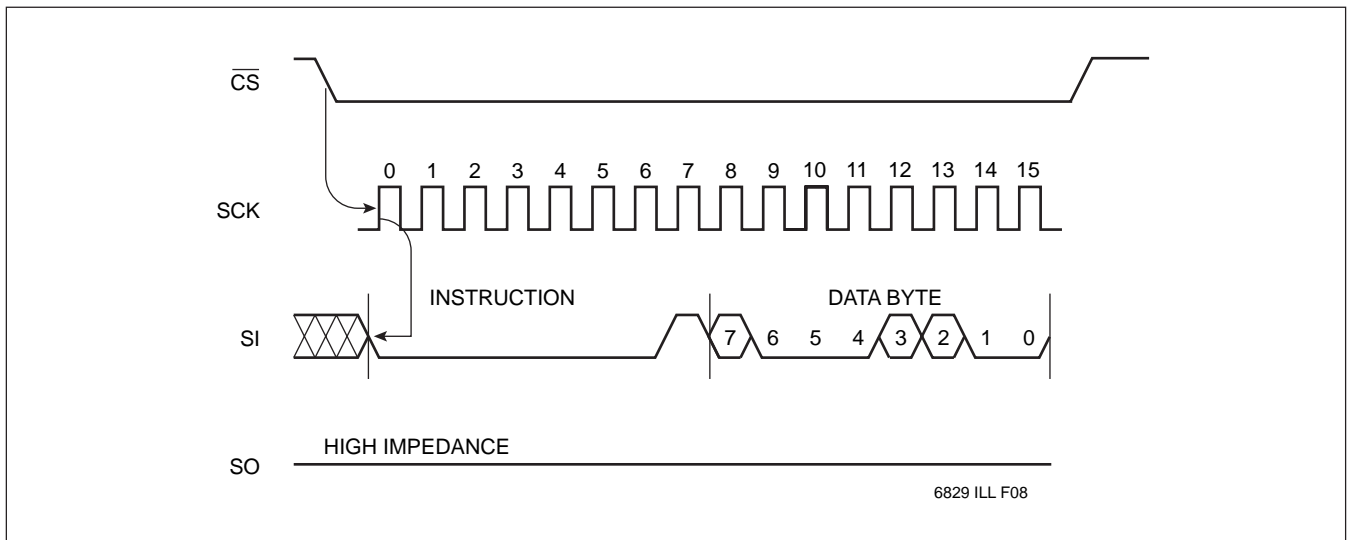 CS
0 1 2 3 4 5 6 7 8 9 10 11 12 13 14 15
SCK
INSTRUCTION DATA BYTE
SI 7 6 5 4 3 2 1 0
HIGH IMPEDANCE
SO
6829 ILL F08